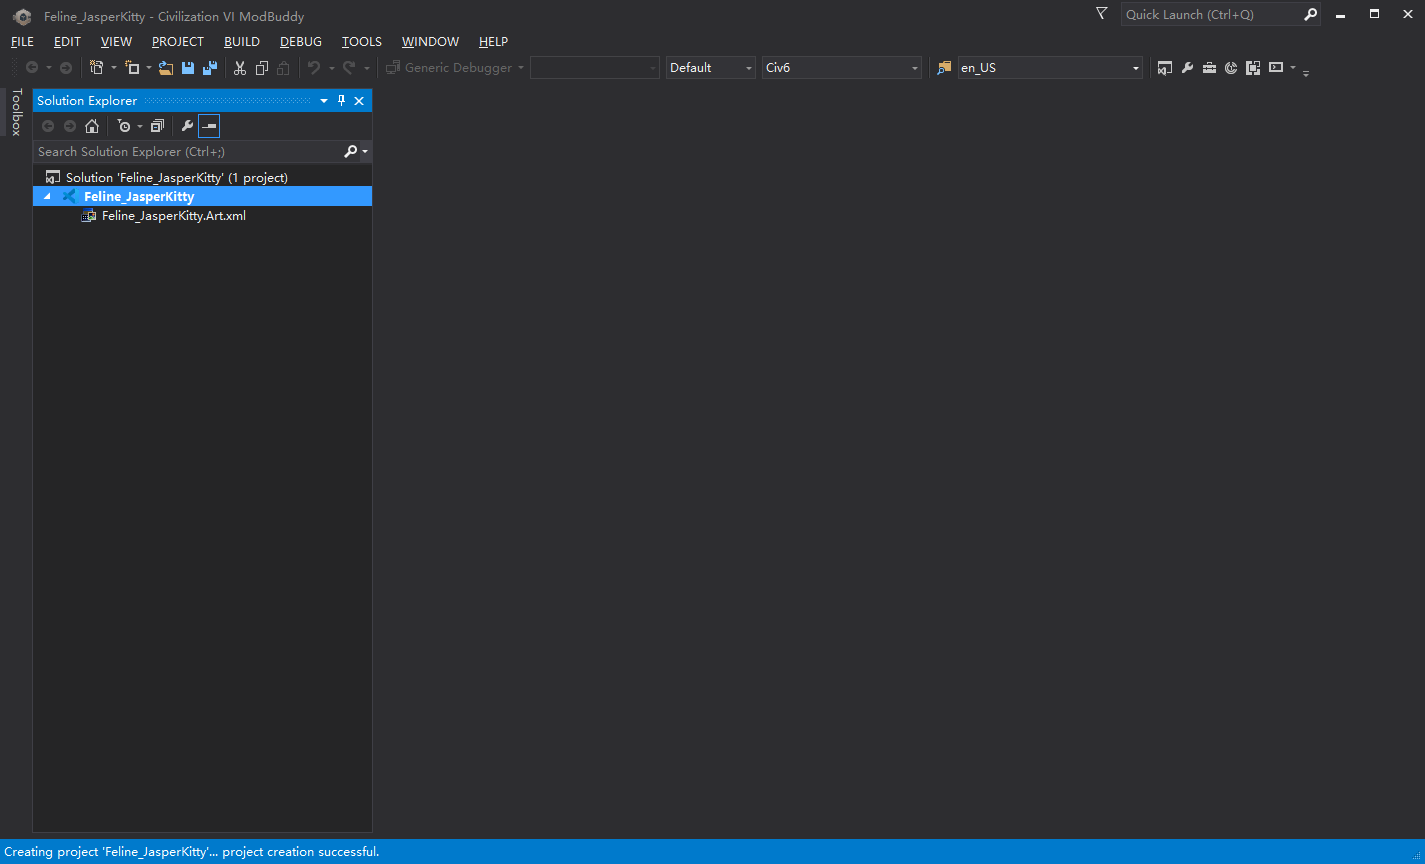 Feline_JasperKitty - Civilization VI ModBuddy
Quick Launch (Ctrl+Q)
FILE EDIT VIEW PROJECT BUILD DEBUG TOOLS WINDOW HELP
Generic Debugger Default Civ6 en_US
Toolbox
Solution Explorer
Search Solution Explorer (Ctrl+;)
Solution 'Feline_JasperKitty' (1 project)
Feline_JasperKitty
Feline_JasperKitty.Art.xml
Creating project 'Feline_JasperKitty'... project creation successful.